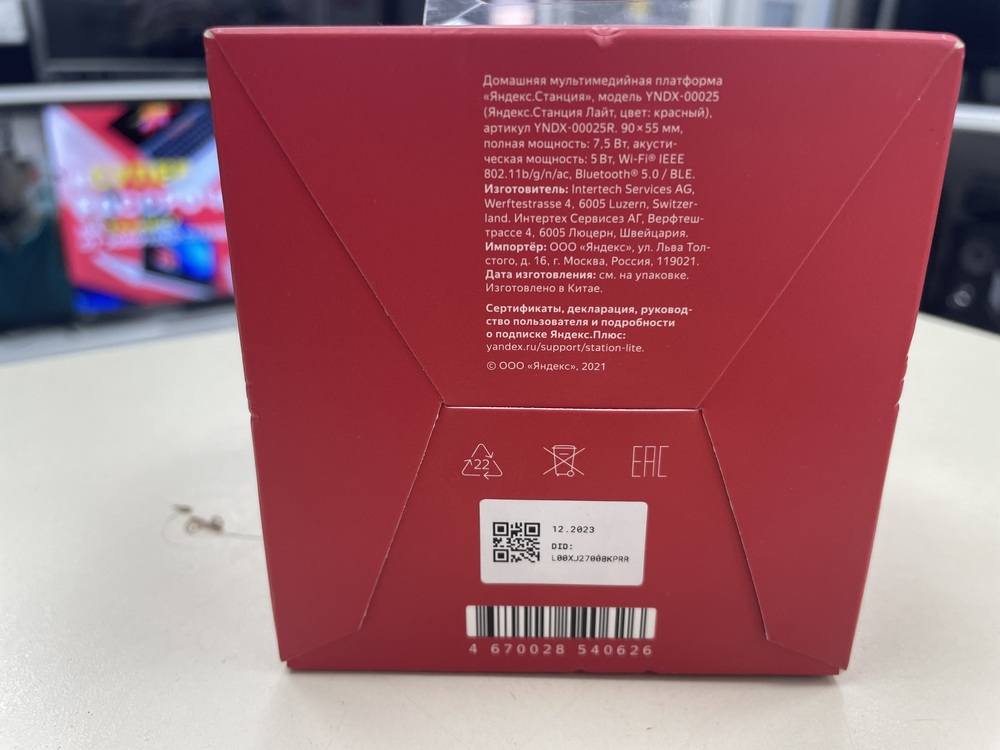 Домашняя мультимедийная платформа
«Яндекс.Станция», модель YNDX-00025
(Яндекс.Станция Лайт, цвет: красный),
артикул YNDX-00025R. 90×55 мм,
полная мощность: 7,5 Вт, акусти-
ческая мощность: 5 Вт, Wi-Fi® IEEE
802.11b/g/n/ac, Bluetooth® 5.0 / BLE.
Изготовитель: Intertech Services AG,
Werftestrasse 4, 6005 Luzern, Switzer-
land. Интертех Сервисез АГ, Верфтеш-
трассе 4, 6005 Люцерн, Швейцария.
Импортёр: ООО «Яндекс», ул. Льва Тол-
стого, д. 16, г. Москва, Россия, 119021.
Дата изготовления: см. на упаковке.
Изготовлено в Китае.
Сертификаты, декларация, руковод-
ство пользователя и подробности
о подписке Яндекс.Плюс:
yandex.ru/support/station-lite.
© ООО «Яндекс», 2021
22
EAC
12.2023
DID:
L00XJ27008KPRR
4 670028 540626